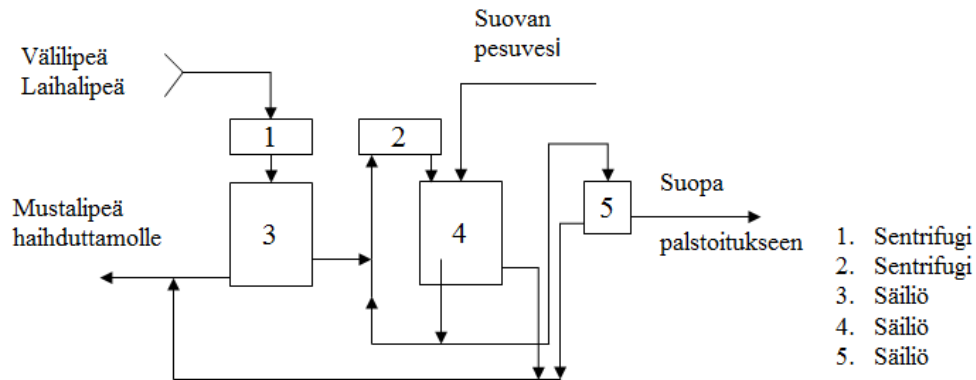 Suovan
pesuvesi
Välilipeä
Laihalipeä
1
2
Mustalipeä
haihduttamolle
3
4
5
Suopa
palstoitukseen
1. Sentrifugi
2. Sentrifugi
3. Säiliö
4. Säiliö
5. Säiliö